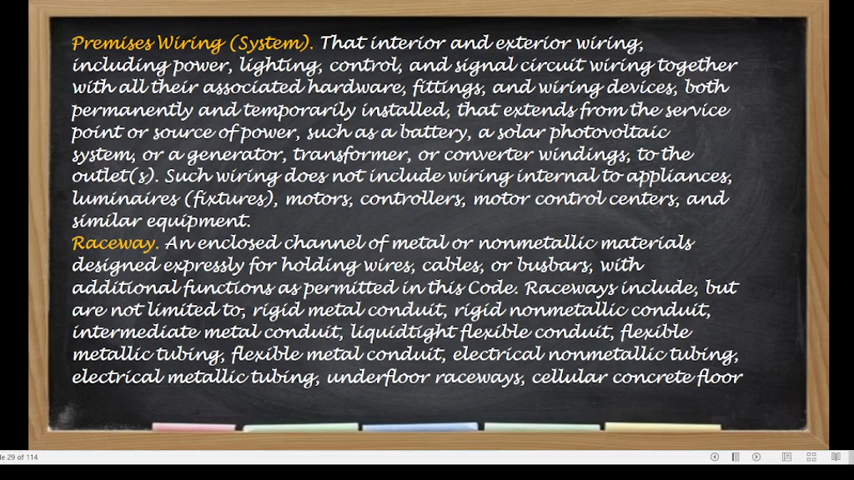 Premises Wiring (System). That interior and exterior wiring,
including power, lighting, control, and signal circuit wiring together
with all their associated hardware, fittings, and wiring devices, both
permanently and temporarily installed, that extends from the service
point or source of power, such as a battery, a solar photovoltaic
system, or a generator, transformer, or converter windings, to the
outlet(s). Such wiring does not include wiring internal to appliances,
luminaires (fixtures), motors, controllers, motor control centers, and
similar equipment.
Raceway. An enclosed channel of metal or nonmetallic materials
designed expressly for holding wires, cables, or busbars, with
additional functions as permitted in this Code. Raceways include, but
are not limited to, rigid metal conduit, rigid nonmetallic conduit,
intermediate metal conduit, liquidtight flexible conduit, flexible
metallic tubing, flexible metal conduit, electrical nonmetallic tubing,
electrical metallic tubing, underfloor raceways, cellular concrete floor
de 29 of 114